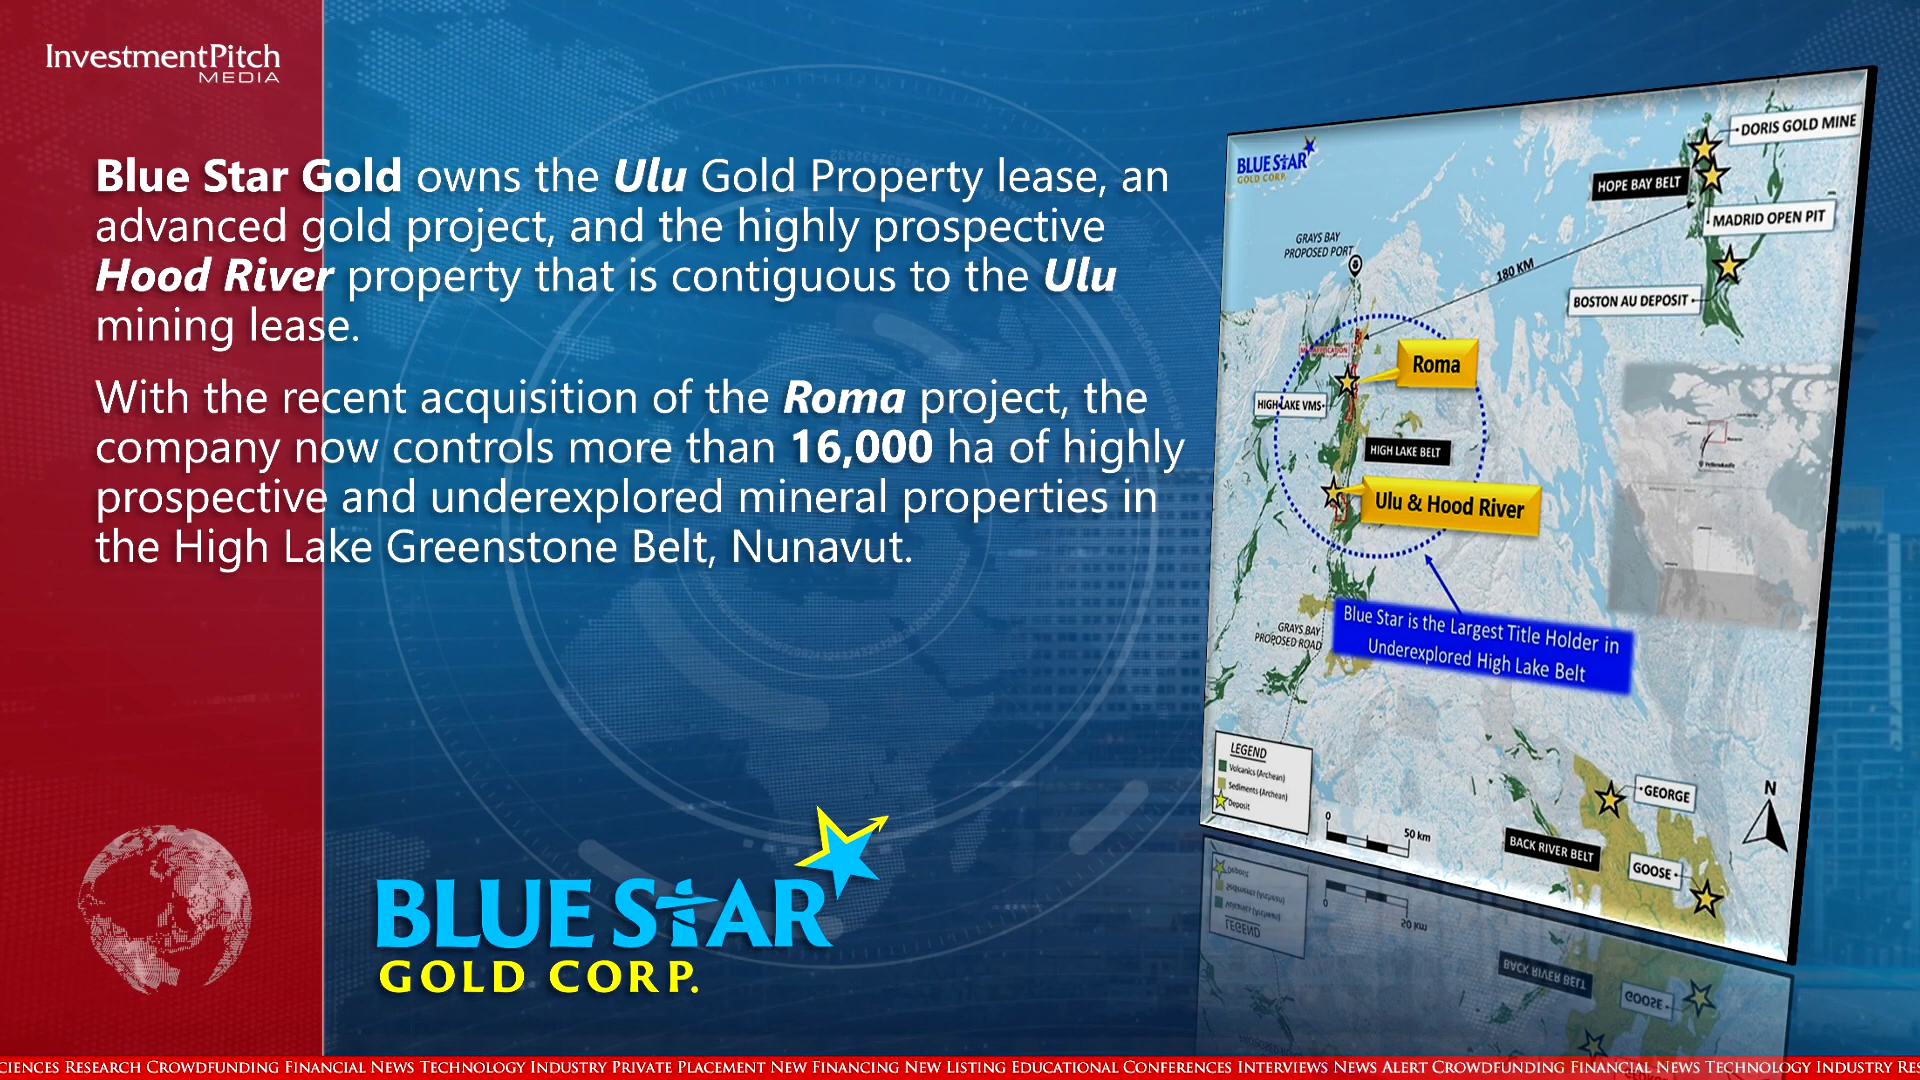 InvestmentPitch
MEDIA
Blue Star Gold owns the Ulu Gold Property lease, an
advanced gold project, and the highly prospective
Hood River property that is contiguous to the Ulu
mining lease.
With the recent acquisition of the Roma project, the
company now controls more than 16,000 ha of highly
prospective and underexplored mineral properties in
the High Lake Greenstone Belt, Nunavut.
BLUE STAR
GOLD CORP.
BLUE STAR
GOLD CORP.
DORIS GOLD MINE
HOPE BAY BELT
MADRID OPEN PIT
GRAYS BAY
PROPOSED PORT
180 KM
BOSTON AU DEPOSIT
Roma
HIGH LAKE VMS
HIGH LAKE BELT
Ulu & Hood River
GRAYS BAY
PROPOSED ROAD
Blue Star is the Largest Title Holder in
Underexplored High Lake Belt
LEGEND
Volcanics (Archean)
Sediments (Archean)
Deposit
0
50 km
GEORGE
BACK RIVER BELT
GOOSE
N
CIENCES RESEARCH CROWDFUNDING FINANCIAL NEWS TECHNOLOGY INDUSTRY PRIVATE PLACEMENT NEW FINANCING NEW LISTING EDUCATIONAL CONFERENCES INTERVIEWS NEWS ALERT CROWDFUNDING FINANCIAL NEWS TECHNOLOGY INDUSTRY RES